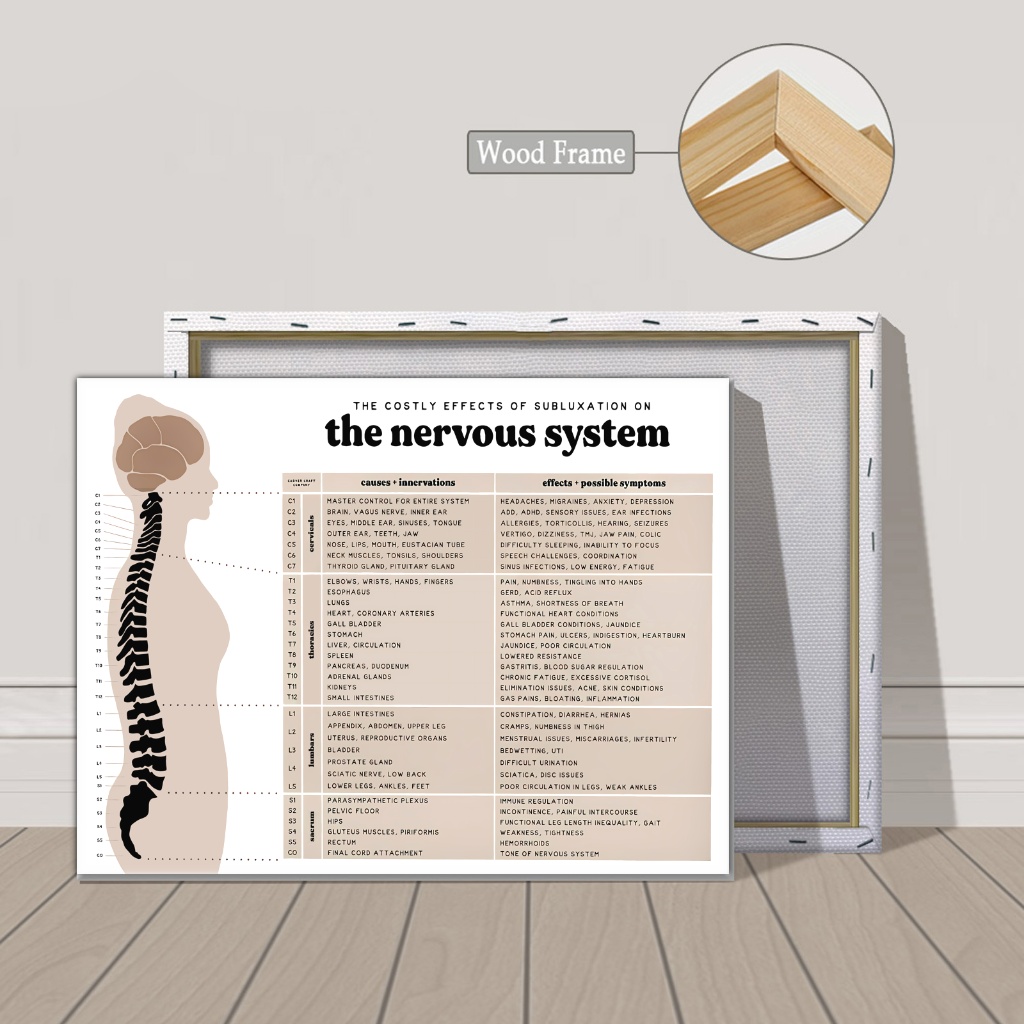 Wood Frame
THE COSTLY EFFECTS OF SUBLUXATION ON
the nervous system
causes + innervations effects + possible symptoms
cervicals
C1 MASTER CONTROL FOR ENTIRE SYSTEM HEADACHES, MIGRAINES, ANXIETY, DEPRESSION
C2 BRAIN, VAGUS NERVE, INNER EAR ADD, ADHD, SENSORY ISSUES, EAR INFECTIONS
C3 EYES, MIDDLE EAR, SINUSES, TONGUE ALLERGIES, TORTICOLLIS, HEARING, SEIZURES
C4 OUTER EAR, TEETH, JAW VERTIGO, DIZZINESS, TMJ, JAW PAIN, COLIC
C5 NOSE, LIPS, MOUTH, EUSTACIAN TUBE DIFFICULTY SLEEPING, INABILITY TO FOCUS
C6 NECK MUSCLES, TONSILS, SHOULDERS SPEECH CHALLENGES, COORDINATION
C7 THYROID GLAND, PITUITARY GLAND SINUS INFECTIONS, LOW ENERGY, FATIGUE
thoracics
T1 ELBOWS, WRISTS, HANDS, FINGERS PAIN, NUMBNESS, TINGLING INTO HANDS
T2 ESOPHAGUS GERD, ACID REFLUX
T3 LUNGS ASTHMA, SHORTNESS OF BREATH
T4 HEART, CORONARY ARTERIES FUNCTIONAL HEART CONDITIONS
T5 GALL BLADDER GALL BLADDER CONDITIONS, JAUNDICE
T6 STOMACH STOMACH PAIN, ULCERS, INDIGESTION, HEARTBURN
T7 LIVER, CIRCULATION JAUNDICE, POOR CIRCULATION
T8 SPLEEN LOWERED RESISTANCE
T9 PANCREAS, DUODENUM GASTRITIS, BLOOD SUGAR REGULATION
T10 ADRENAL GLANDS CHRONIC FATIGUE, EXCESSIVE CORTISOL
T11 KIDNEYS ELIMINATION ISSUES, ACNE, SKIN CONDITIONS
T12 SMALL INTESTINES GAS PAINS, BLOATING, INFLAMMATION
lumbars
L1 LARGE INTESTINES CONSTIPATION, DIARRHEA, HERNIAS
L2 APPENDIX, ABDOMEN, UPPER LEG CRAMPS, NUMBNESS IN THIGH
UTERUS, REPRODUCTIVE ORGANS MENSTRUAL ISSUES, MISCARRIAGES, INFERTILITY
L3 BLADDER BEDWETTING, UTI
L4 PROSTATE GLAND DIFFICULT URINATION
SCIATIC NERVE, LOW BACK SCIATICA, DISC ISSUES
L5 LOWER LEGS, ANKLES, FEET POOR CIRCULATION IN LEGS, WEAK ANKLES
sacrum
S1 PARASYMPATHETIC PLEXUS IMMUNE REGULATION
S2 PELVIC FLOOR INCONTINENCE, PAINFUL INTERCOURSE
S3 HIPS FUNCTIONAL LEG LENGTH INEQUALITY, GAIT
S4 GLUTEUS MUSCLES, PIRIFORMIS WEAKNESS, TIGHTNESS
S5 RECTUM HEMORRHOIDS
CO FINAL CORD ATTACHMENT TONE OF NERVOUS SYSTEM